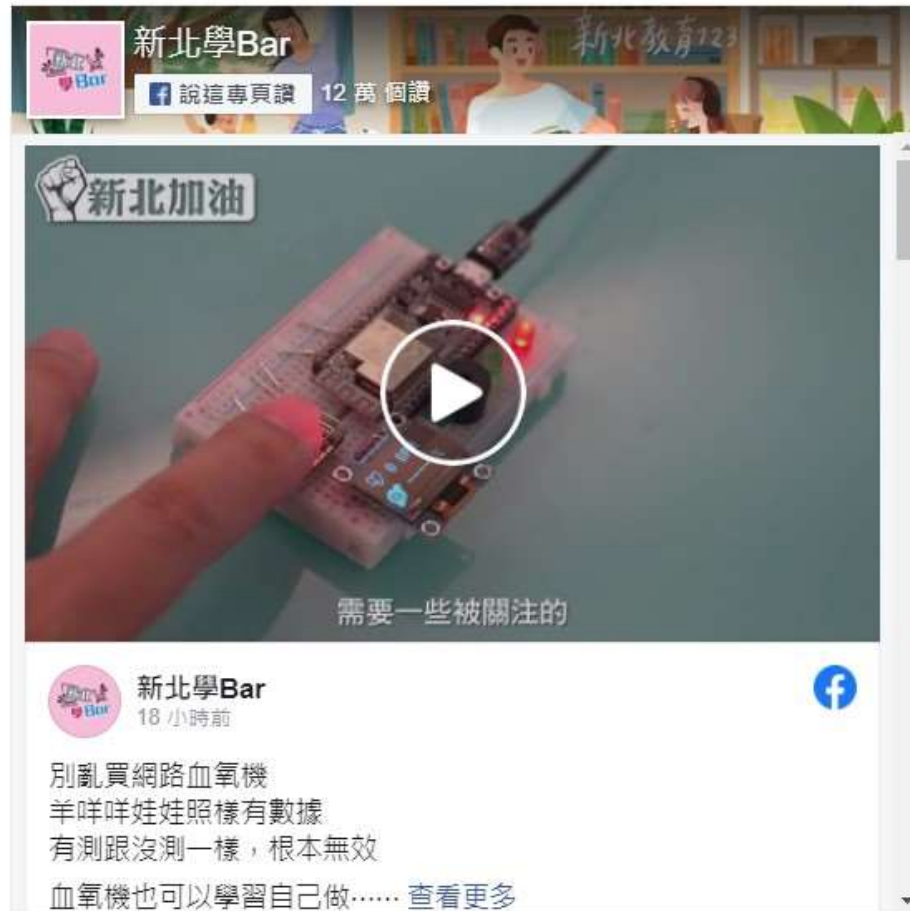 新北學Bar
說這專頁讚
12 萬 個讚
新北教育123
新北加油
需要一些被關注的
新北學Bar
18 小時前
別亂買網路血氧機
羊咩咩娃娃照樣有數據
有測跟沒測一樣，根本無效
血氧機也可以學習自己做⋯⋯ 查看更多